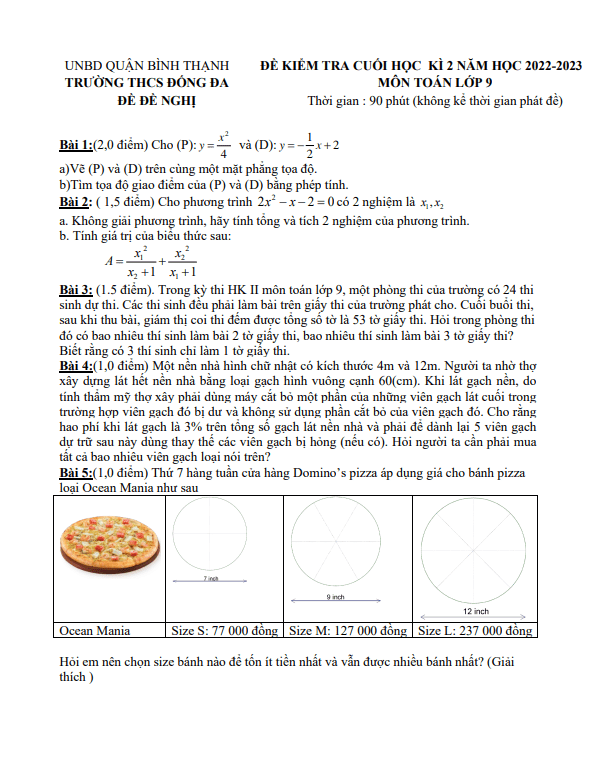 UNBD QUẬN BÌNH THẠNH
TRƯỜNG THCS ĐỐNG ĐA
ĐỀ ĐỀ NGHỊ
ĐỀ KIỂM TRA CUỐI HỌC KÌ 2 NĂM HỌC 2022-2023
MÔN TOÁN LỚP 9
Thời gian : 90 phút (không kể thời gian phát đề)
Bài 1:(2,0 điểm) Cho (P): y = x²/4 và (D): y = −1/2 x + 2
a)Vẽ (P) và (D) trên cùng một mặt phẳng tọa độ.
b)Tìm tọa độ giao điểm của (P) và (D) bằng phép tính.
Bài 2: ( 1,5 điểm) Cho phương trình 2x² − x − 2 = 0 có 2 nghiệm là x₁, x₂
a. Không giải phương trình, hãy tính tổng và tích 2 nghiệm của phương trình.
b. Tính giá trị của biểu thức sau:
A = x₁²/(x₂ + 1) + x₂²/(x₁ + 1)
Bài 3: (1.5 điểm). Trong kỳ thi HK II môn toán lớp 9, một phòng thi của trường có 24 thí
sinh dự thi. Các thí sinh đều phải làm bài trên giấy thi của trường phát cho. Cuối buổi thi,
sau khi thu bài, giám thị coi thi đếm được tổng số tờ là 53 tờ giấy thi. Hỏi trong phòng thi
đó có bao nhiêu thí sinh làm bài 2 tờ giấy thi, bao nhiêu thí sinh làm bài 3 tờ giấy thi?
Biết rằng có 3 thí sinh chỉ làm 1 tờ giấy thi.
Bài 4:(1,0 điểm) Một nền nhà hình chữ nhật có kích thước 4m và 12m. Người ta nhờ thợ
xây dựng lát hết nền nhà bằng loại gạch hình vuông cạnh 60(cm). Khi lát gạch nền, do
tính thẩm mỹ thợ xây phải dùng máy cắt bỏ một phần của những viên gạch lát cuối trong
trường hợp viên gạch đó bị dư và không sử dụng phần cắt bỏ của viên gạch đó. Cho rằng
hao phí khi lát gạch là 3% trên tổng số gạch lát nền nhà và phải để dành lại 5 viên gạch
dự trữ sau này dùng thay thế các viên gạch bị hỏng (nếu có). Hỏi người ta cần phải mua
tất cả bao nhiêu viên gạch loại nói trên?
Bài 5:(1,0 điểm) Thứ 7 hàng tuần cửa hàng Domino’s pizza áp dụng giá cho bánh pizza
loại Ocean Mania như sau
7 inch
9 inch
12 inch
Ocean Mania
Size S: 77 000 đồng
Size M: 127 000 đồng
Size L: 237 000 đồng
Hỏi em nên chọn size bánh nào để tốn ít tiền nhất và vẫn được nhiều bánh nhất? (Giải
thích )